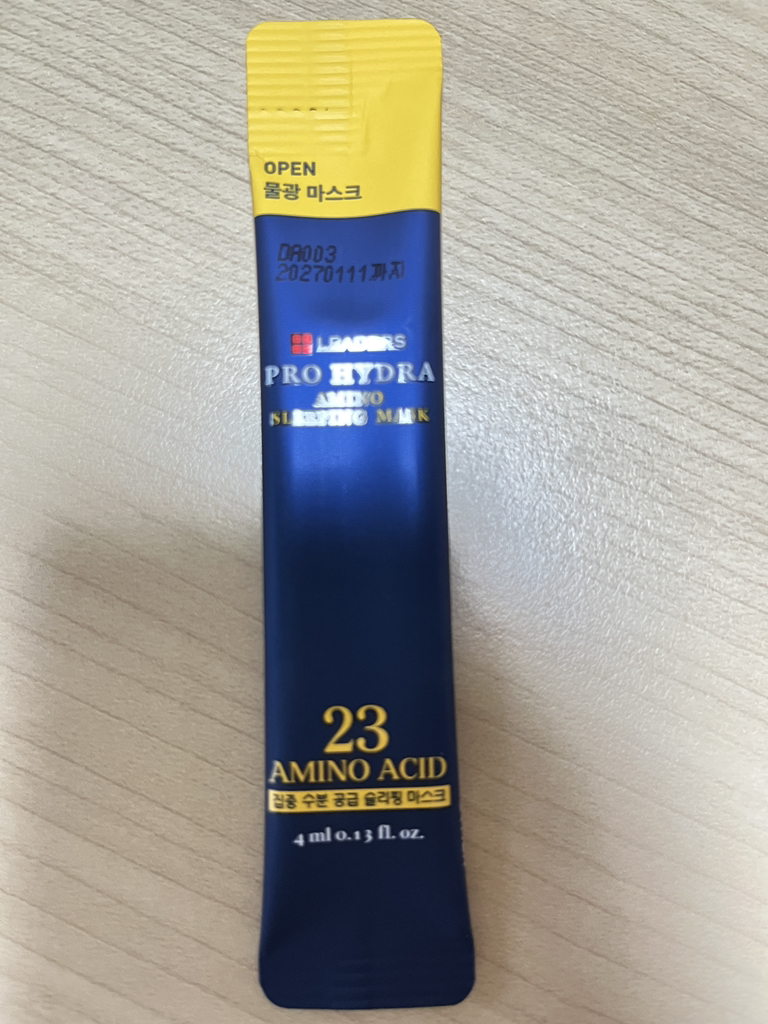 OPEN
물광 마스크
DA003
20270111까지
LEADERS
PRO HYDRA
AMINO
SLEEPING MASK
23
AMINO ACID
집중 수분 공급 슬리핑 마스크
4 ml 0.13 fl. oz.